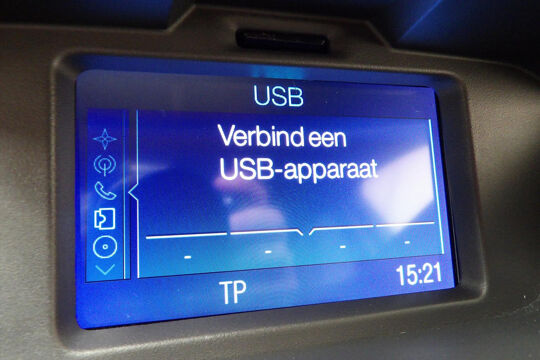 USB
Verbind een
USB-apparaat
- - - -
TP
15:21